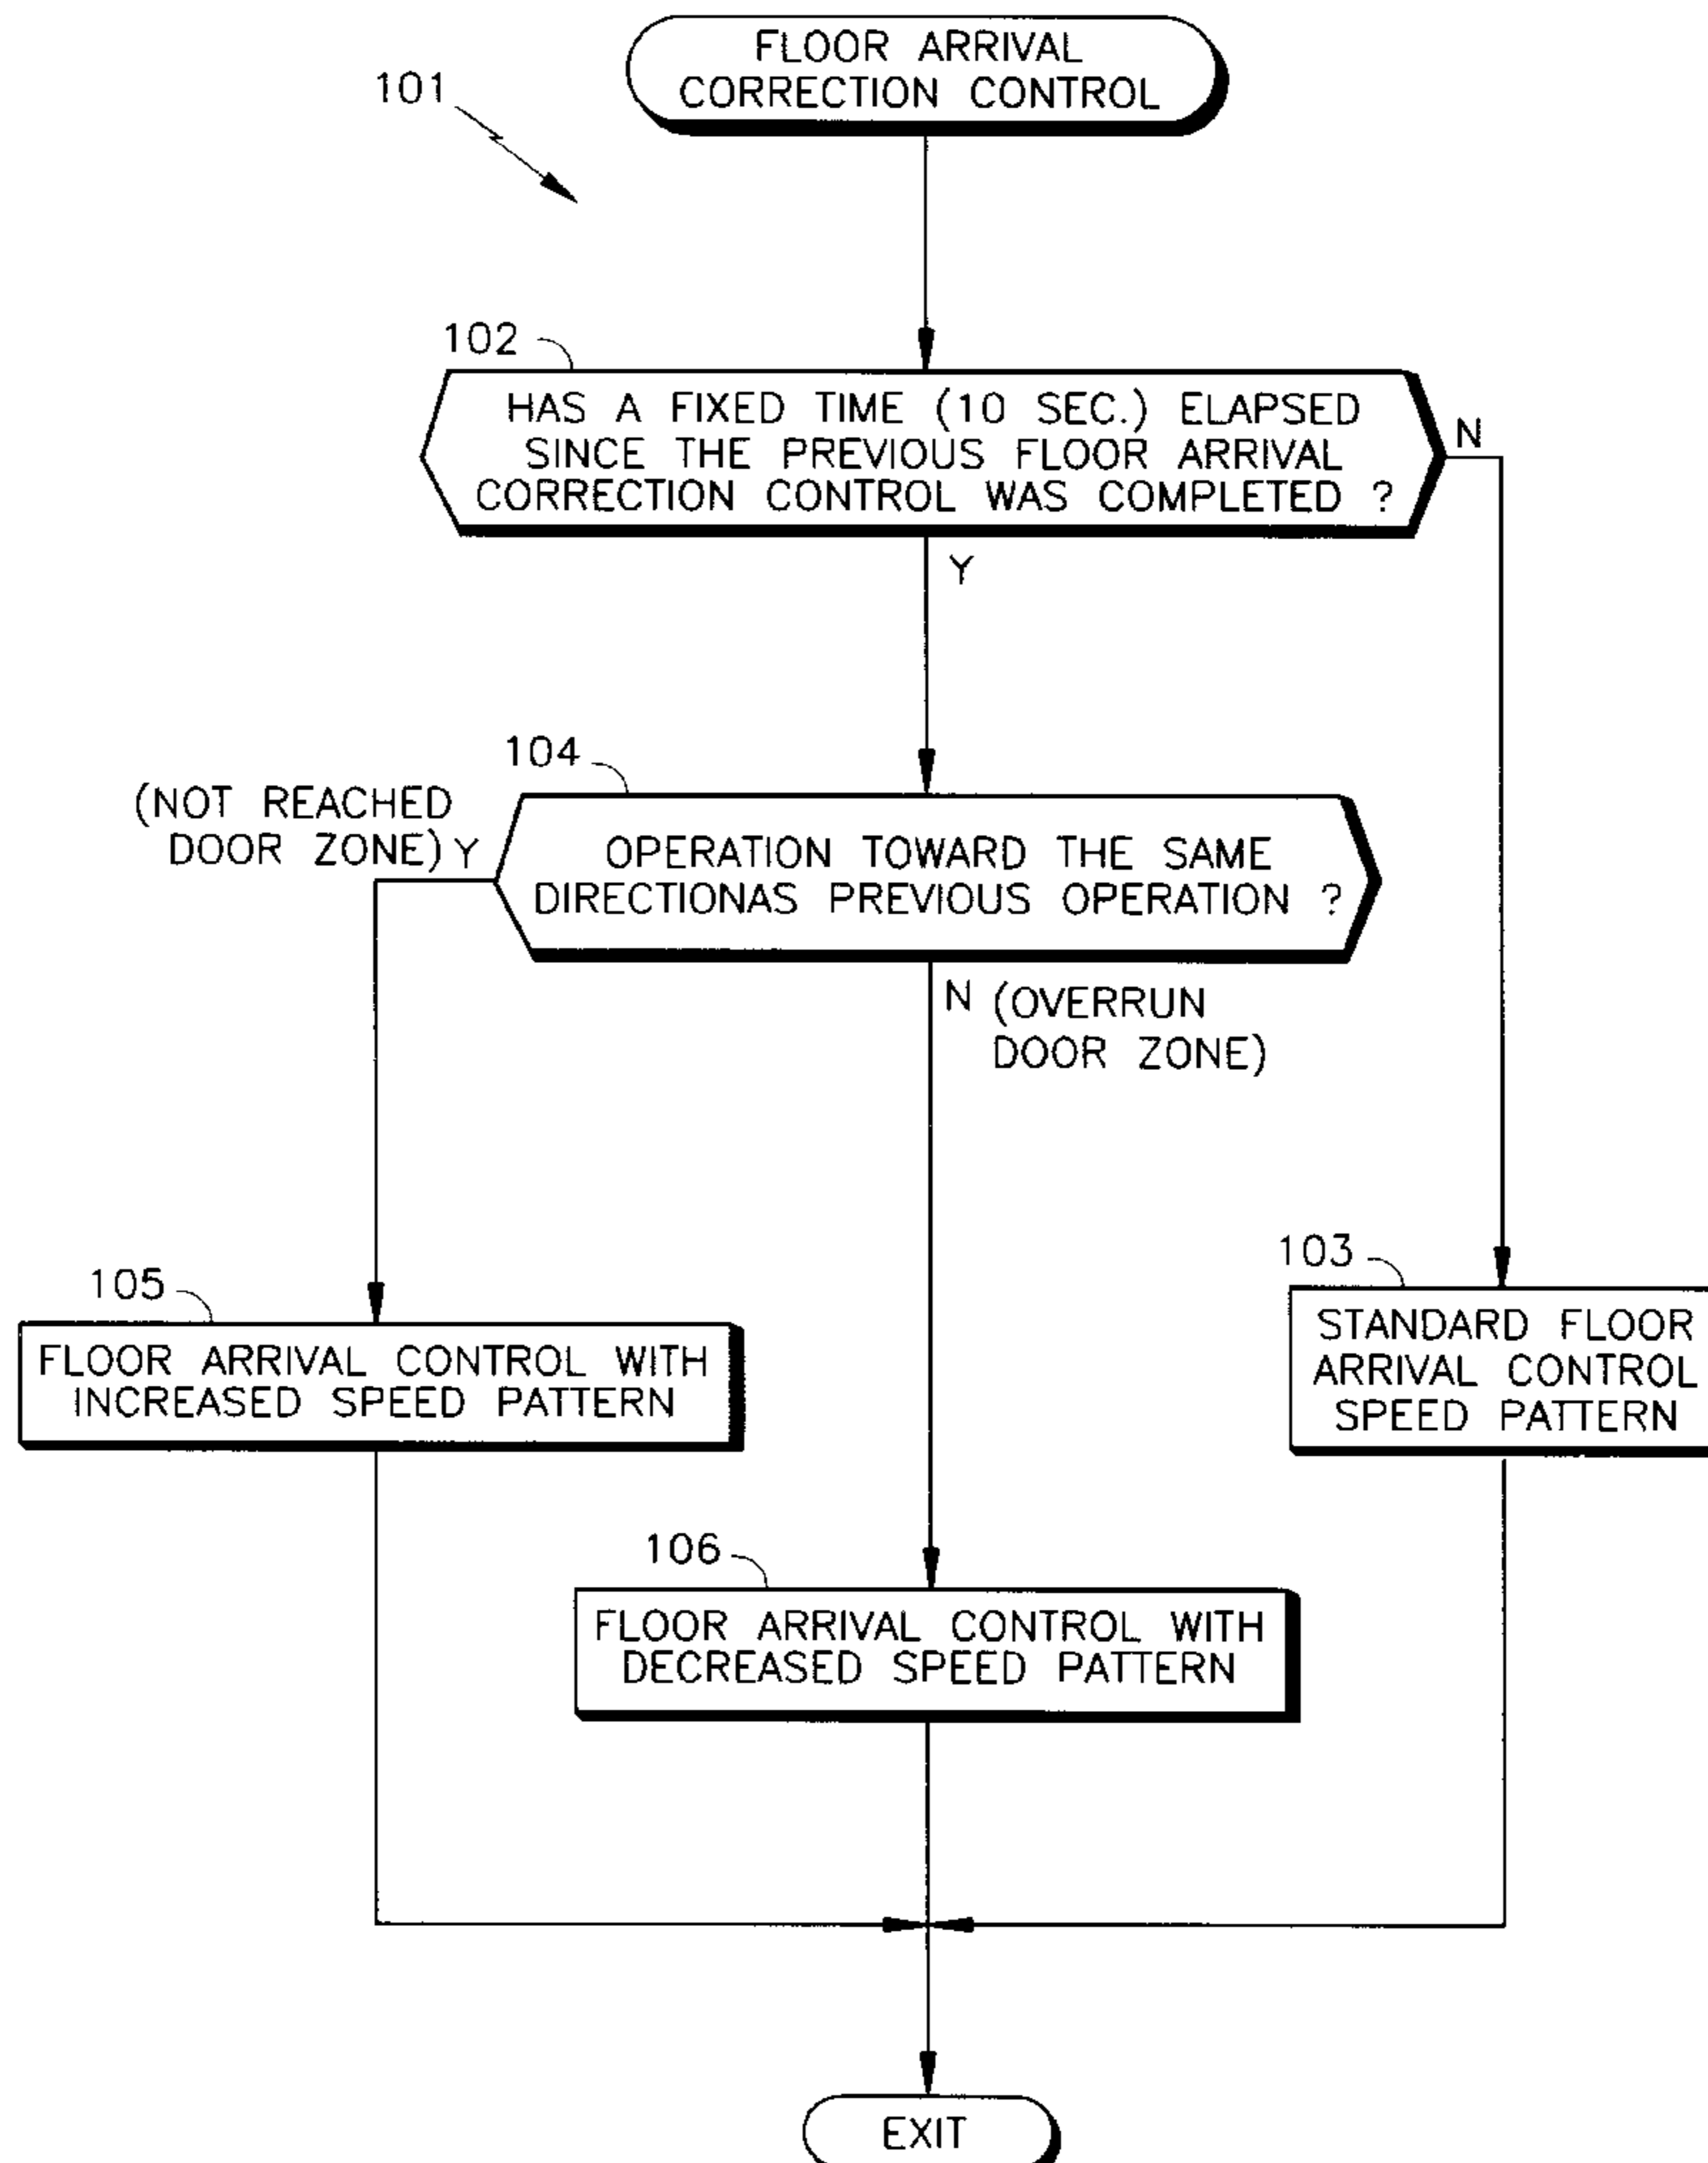 FLOOR ARRIVAL
CORRECTION CONTROL
101
102
HAS A FIXED TIME (10 SEC.) ELAPSED
SINCE THE PREVIOUS FLOOR ARRIVAL
CORRECTION CONTROL WAS COMPLETED ?
N
Y
104
(NOT REACHED
DOOR ZONE) Y
OPERATION TOWARD THE SAME
DIRECTIONAS PREVIOUS OPERATION ?
N (OVERRUN
DOOR ZONE)
105
FLOOR ARRIVAL CONTROL WITH
INCREASED SPEED PATTERN
103
STANDARD FLOOR
ARRIVAL CONTROL
SPEED PATTERN
106
FLOOR ARRIVAL CONTROL WITH
DECREASED SPEED PATTERN
EXIT